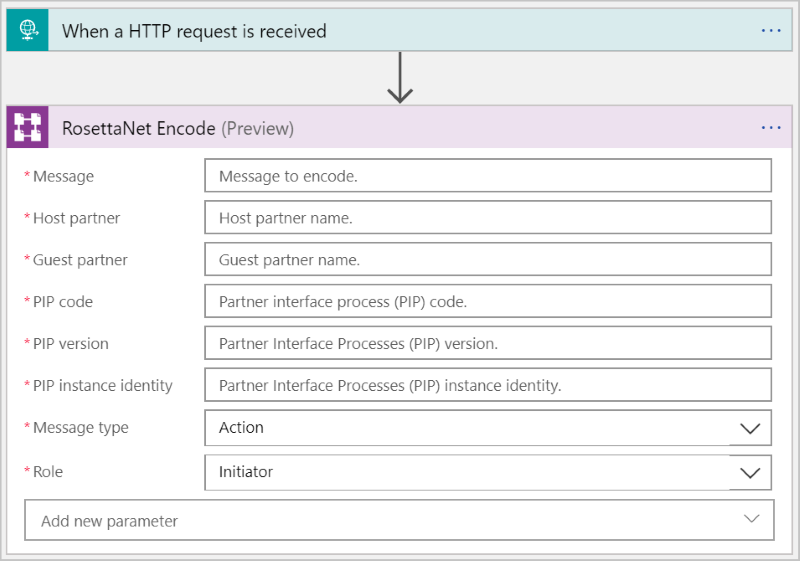 When a HTTP request is received
RosettaNet Encode (Preview)
* Message Message to encode.
* Host partner Host partner name.
* Guest partner Guest partner name.
* PIP code Partner interface process (PIP) code.
* PIP version Partner Interface Processes (PIP) version.
* PIP instance identity Partner Interface Processes (PIP) instance identity.
* Message type Action
* Role Initiator
Add new parameter